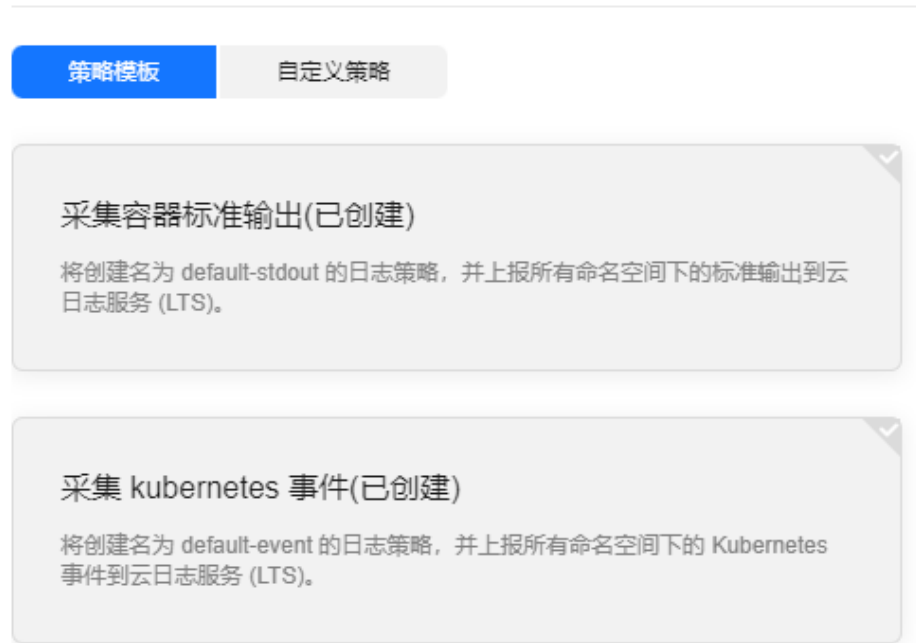 策略模板 自定义策略
采集容器标准输出(已创建)
将创建名为 default-stdout 的日志策略，并上报所有命名空间下的标准输出到云
日志服务 (LTS)。
采集 kubernetes 事件(已创建)
将创建名为 default-event 的日志策略，并上报所有命名空间下的 Kubernetes
事件到云日志服务 (LTS)。